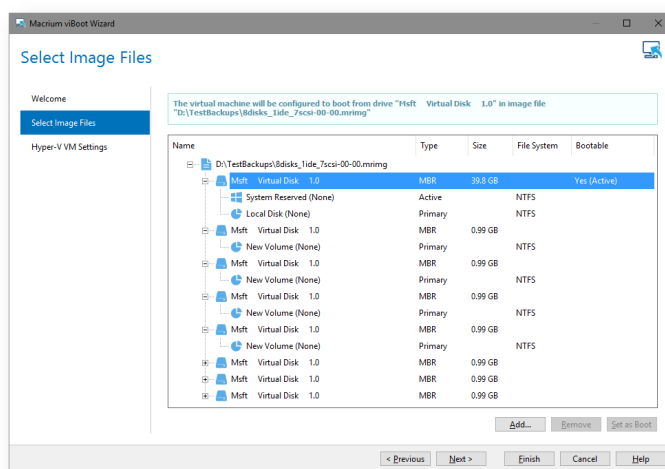 Macrium viBoot Wizard
Select Image Files
Welcome
Select Image Files
Hyper-V VM Settings
The virtual machine will be configured to boot from drive "Msft Virtual Disk 1.0" in image file
"D:\TestBackups\8disks_1ide_7scsi-00-00.mrimg"
Name Type Size File System Bootable
D:\TestBackups\8disks_1ide_7scsi-00-00.mrimg
Msft Virtual Disk 1.0 MBR 39.8 GB Yes (Active)
System Reserved (None) Active NTFS
Local Disk (None) Primary NTFS
Msft Virtual Disk 1.0 MBR 0.99 GB
New Volume (None) Primary NTFS
Msft Virtual Disk 1.0 MBR 0.99 GB
New Volume (None) Primary NTFS
Msft Virtual Disk 1.0 MBR 0.99 GB
New Volume (None) Primary NTFS
Msft Virtual Disk 1.0 MBR 0.99 GB
New Volume (None) Primary NTFS
Msft Virtual Disk 1.0 MBR 0.99 GB
Msft Virtual Disk 1.0 MBR 0.99 GB
Msft Virtual Disk 1.0 MBR 0.99 GB
Add... Remove Set as Boot
< Previous Next > Finish Cancel Help